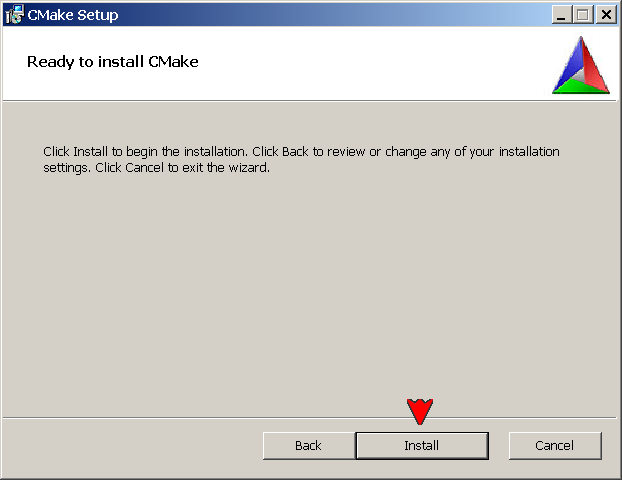 CMake Setup
Ready to install CMake
Click Install to begin the installation. Click Back to review or change any of your installation
settings. Click Cancel to exit the wizard.
Back
Install
Cancel